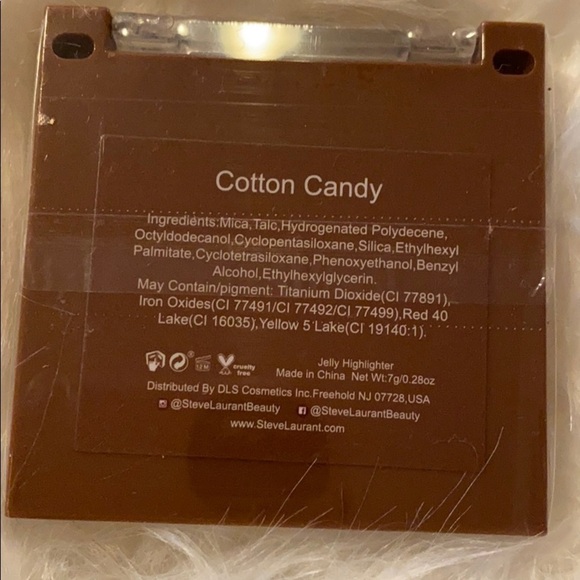 Cotton Candy
Ingredients:Mica,Talc,Hydrogenated Polydecene,
Octyldodecanol,Cyclopentasiloxane,Silica,Ethylhexyl
Palmitate,Cyclotetrasiloxane,Phenoxyethanol,Benzyl
Alcohol,Ethylhexylglycerin.
May Contain/pigment: Titanium Dioxide(CI 77891),
Iron Oxides(CI 77491/CI 77492/CI 77499),Red 40
Lake(CI 16035),Yellow 5 Lake(CI 19140:1).
cruelty
free
Jelly Highlighter
Made in China Net Wt:7g/0.28oz
Distributed By DLS Cosmetics Inc.Freehold NJ 07728,USA
@SteveLaurantBeauty @SteveLaurantBeauty
www.SteveLaurant.com